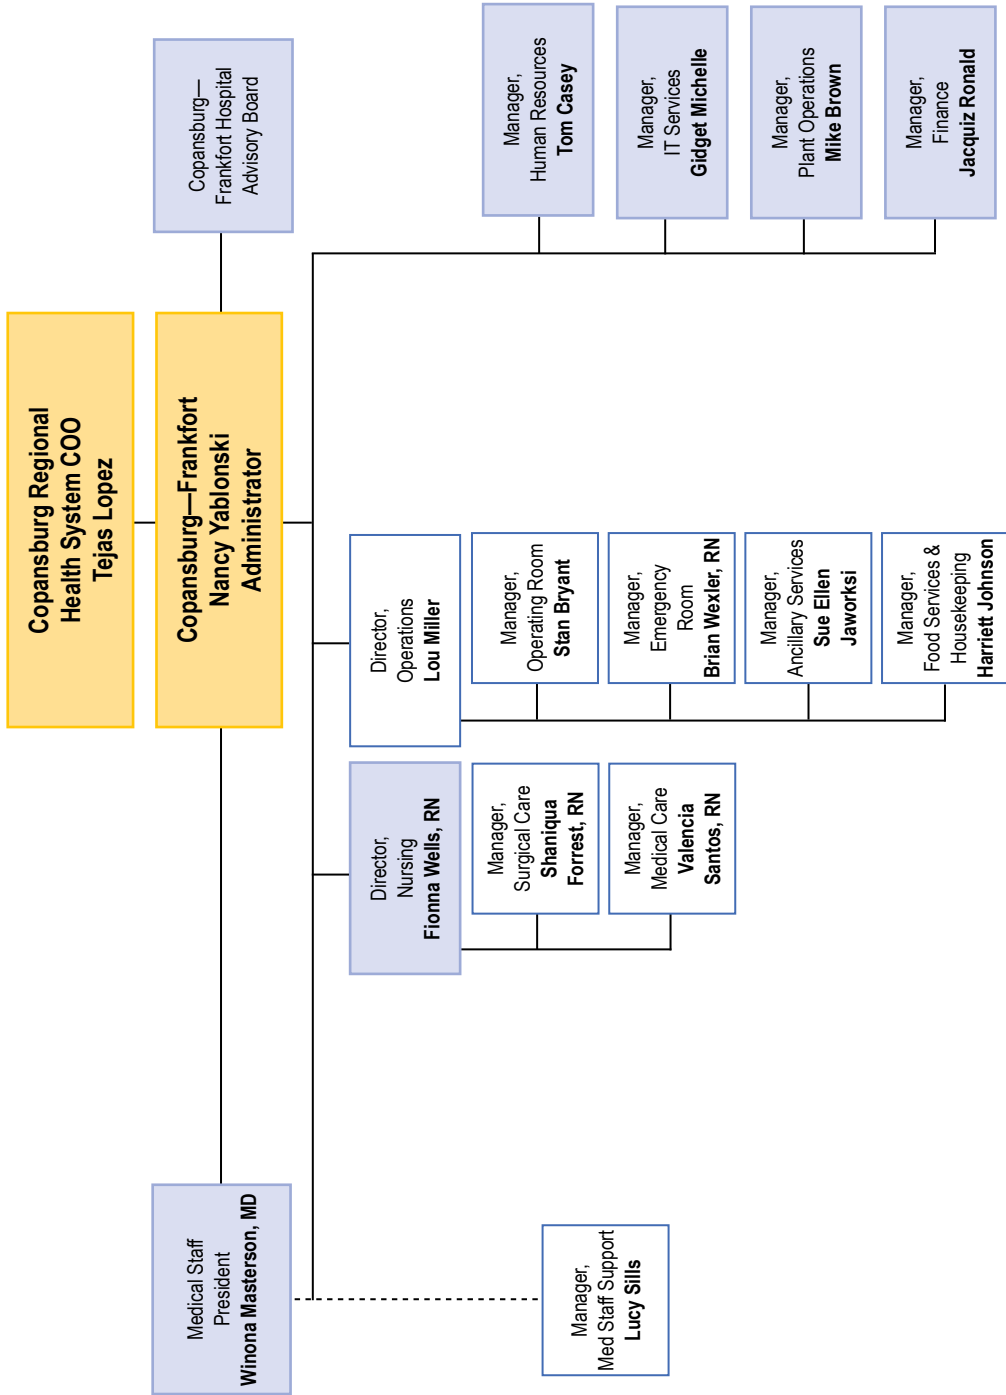 Copansburg Regional
Health System COO
Tejas Lopez
Medical Staff
President
Winona Masterson, MD
Copansburg—Frankfort
Nancy Yablonski
Administrator
Copansburg—
Frankfort Hospital
Advisory Board
Director,
Nursing
Fionna Wells, RN
Director,
Operations
Lou Miller
Manager,
Med Staff Support
Lucy Sills
Manager,
Surgical Care
Shaniqua
Forrest, RN
Manager,
Medical Care
Valencia
Santos, RN
Manager,
Operating Room
Stan Bryant
Manager,
Emergency
Room
Brian Wexler, RN
Manager,
Ancillary Services
Sue Ellen
Jaworksi
Manager,
Food Services &
Housekeeping
Harriett Johnson
Manager,
Human Resources
Tom Casey
Manager,
IT Services
Gidget Michelle
Manager,
Plant Operations
Mike Brown
Manager,
Finance
Jacquiz Ronald